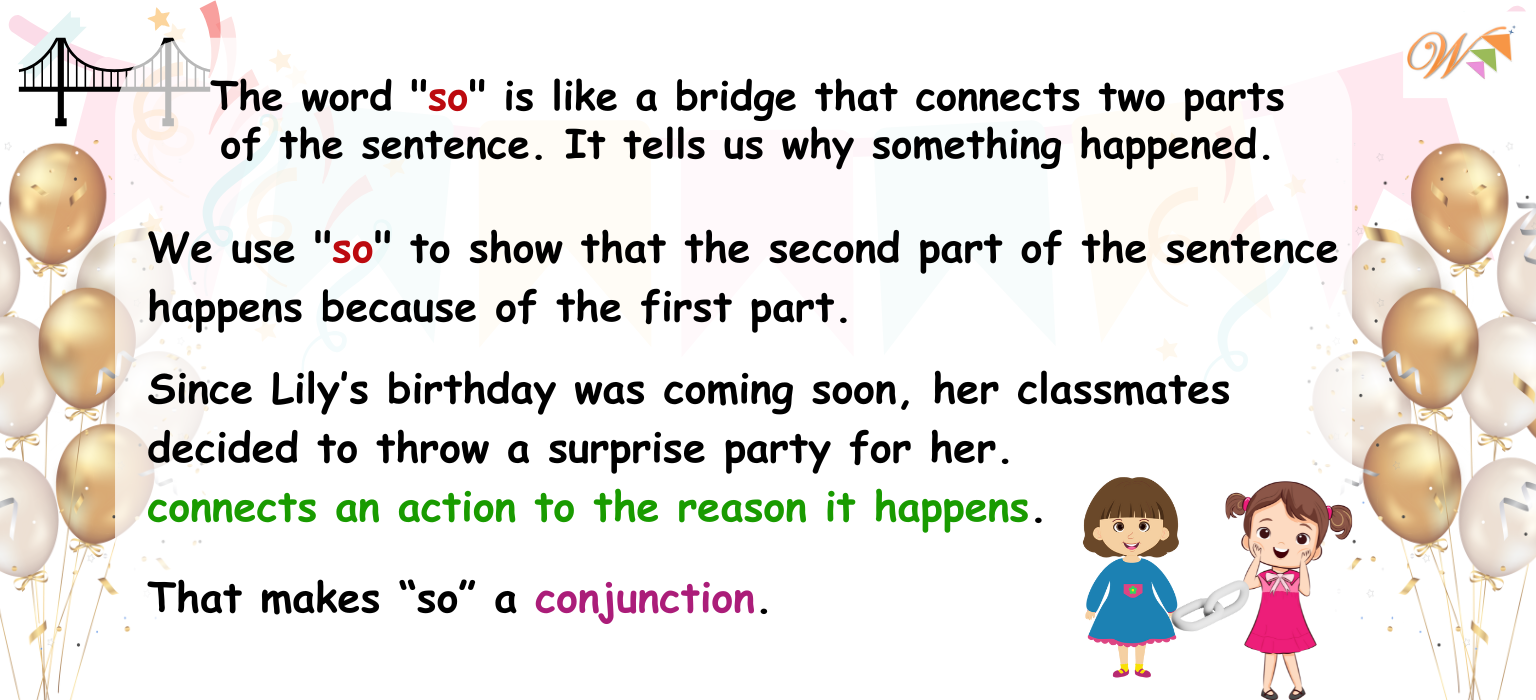 The word "so" is like a bridge that connects two parts
of the sentence. It tells us why something happened.
We use "so" to show that the second part of the sentence
happens because of the first part.
Since Lily’s birthday was coming soon, her classmates
decided to throw a surprise party for her.
connects an action to the reason it happens.
That makes “so” a conjunction.
W